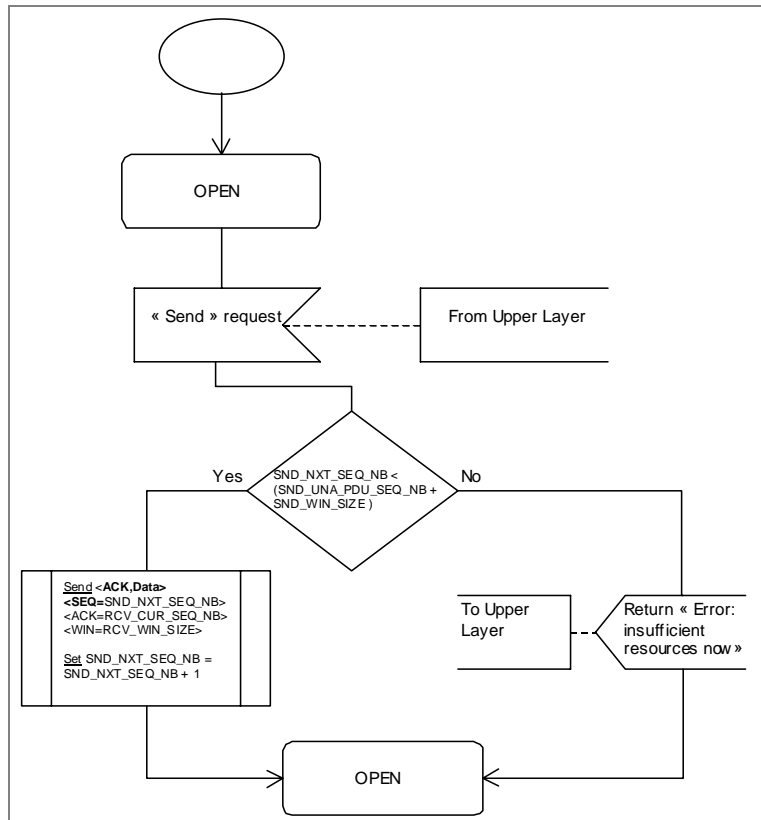 OPEN
« Send » request
From Upper Layer
Yes
SND_NXT_SEQ_NB <
(SND_UNA_PDU_SEQ_NB +
SND_WIN_SIZE )
No
Send <ACK,Data>
<SEQ=SND_NXT_SEQ_NB>
<ACK=RCV_CUR_SEQ_NB>
<WIN=RCV_WIN_SIZE>
Set SND_NXT_SEQ_NB =
SND_NXT_SEQ_NB + 1
To Upper
Layer
Return « Error:
insufficient
resources now »
OPEN